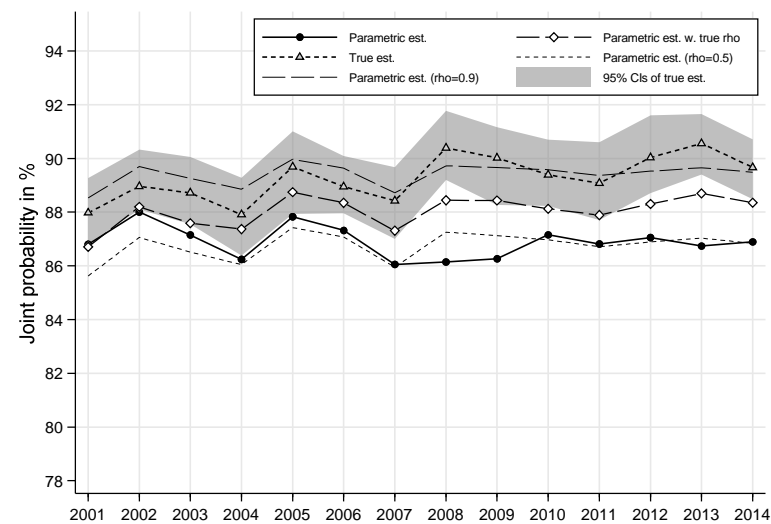 Parametric est.
Parametric est. w. true rho
True est.
Parametric est. (rho=0.5)
Parametric est. (rho=0.9)
95% CIs of true est.
Joint probability in %
94
92
90
88
86
84
82
80
78
2001 2002 2003 2004 2005 2006 2007 2008 2009 2010 2011 2012 2013 2014